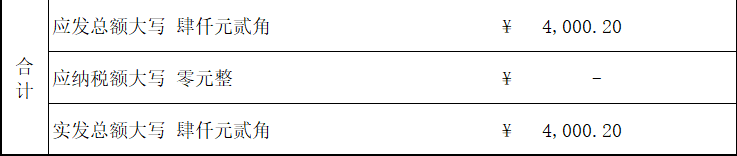 应发总额大写 肆仟元贰角 ¥ 4,000.20
合计
应纳税额大写 零元整 ¥ -
实发总额大写 肆仟元贰角 ¥ 4,000.20